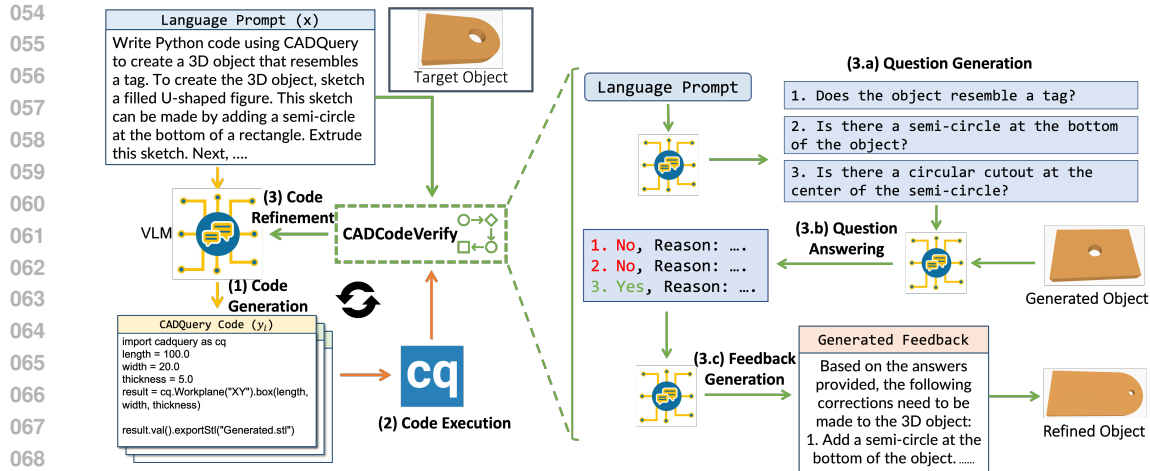 054
055
056
057
058
059
060
061
062
063
064
065
066
067
068
Language Prompt (x)
Write Python code using CADQuery
to create a 3D object that resembles
a tag. To create the 3D object, sketch
a filled U-shaped figure. This sketch
can be made by adding a semi-circle
at the bottom of a rectangle. Extrude
this sketch. Next, ....
Target Object
VLM
(3) Code
Refinement
CADCodeVerify
(1) Code
Generation
CADQuery Code (yi)
import cadquery as cq
length = 100.0
width = 20.0
thickness = 5.0
result = cq.Workplane("XY").box(length,
width, thickness)
result.val().exportStl("Generated.stl")
cq
(2) Code Execution
Language Prompt
(3.a) Question Generation
1. Does the object resemble a tag?
2. Is there a semi-circle at the bottom
of the object?
3. Is there a circular cutout at the
center of the semi-circle?
(3.b) Question
Answering
Generated Object
1. No, Reason: ….
2. No, Reason: ….
3. Yes, Reason: ….
(3.c) Feedback
Generation
Generated Feedback
Based on the answers
provided, the following
corrections need to be
made to the 3D object:
1. Add a semi-circle at the
bottom of the object. ......
Refined Object